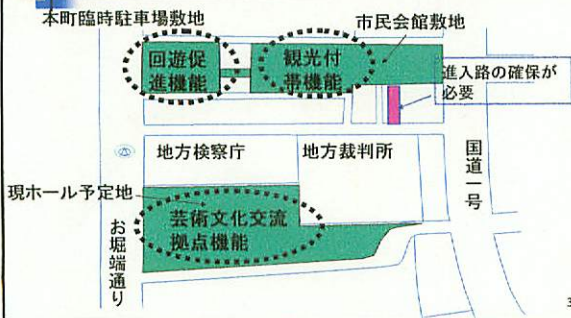 本町臨時駐車場敷地
市民会館敷地
回遊促
進機能
観光付
帯機能
進入路の確保が
必要
地方検察庁
地方裁判所
国道一号
現ホール予定地
芸術文化交流
拠点機能
お堀端通り
3